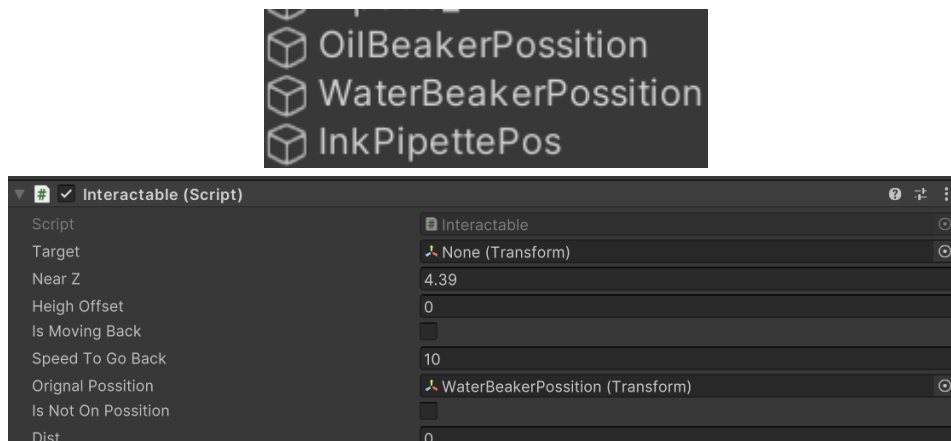 OilBeakerPossition
WaterBeakerPossition
InkPipettePos
# Interactable (Script)
Script Interactable
Target None (Transform)
Near Z 4.39
Heigh Offset 0
Is Moving Back
Speed To Go Back 10
Orignal Possition WaterBeakerPossition (Transform)
Is Not On Possition
Dist 0